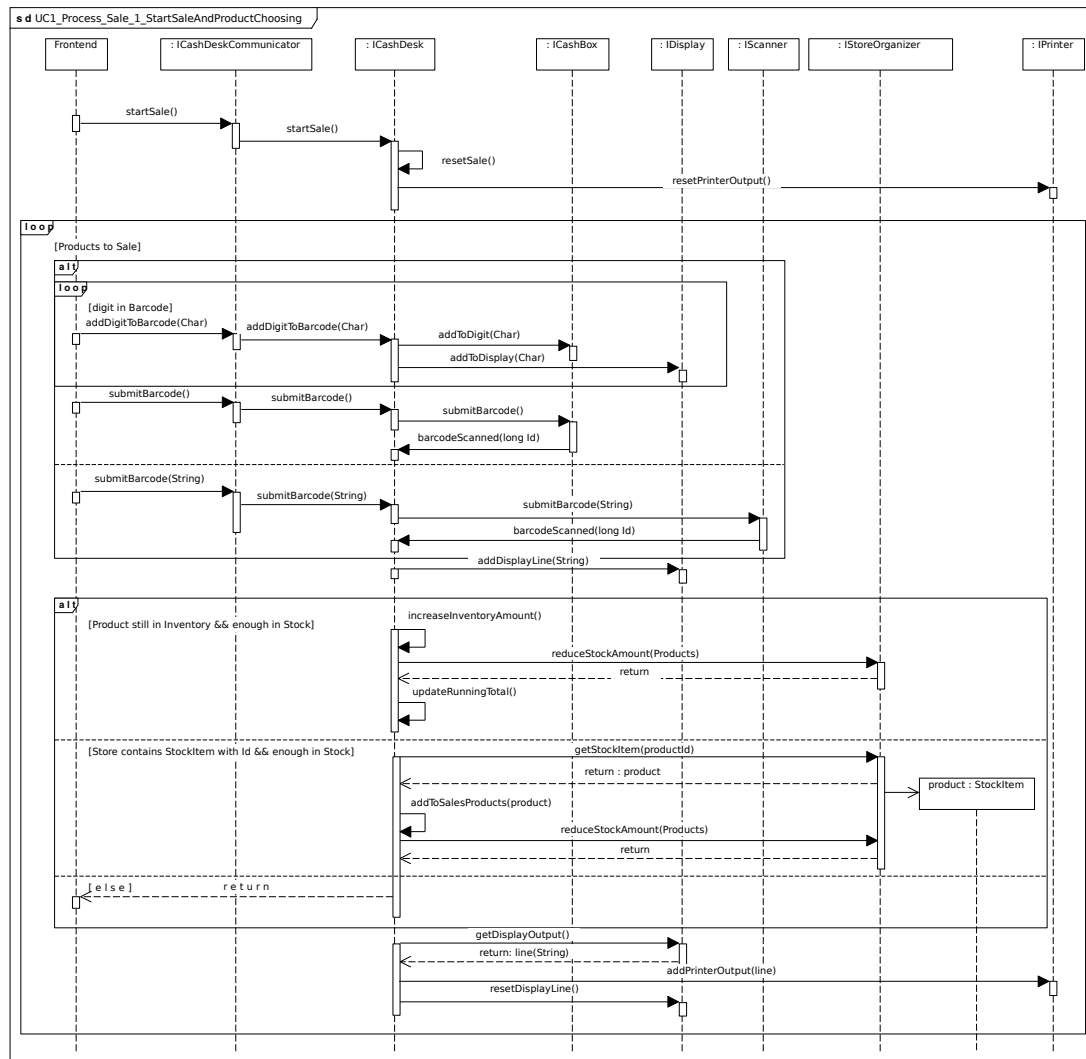 sd UC1_Process_Sale_1_StartSaleAndProductChoosing
Frontend
: ICashDeskCommunicator
: ICashDesk
: ICashBox
: IDisplay
: IScanner
: IStoreOrganizer
: IPrinter
startSale()
startSale()
resetSale()
resetPrinterOutput()
loop
[Products to Sale]
alt
loop
[digit in Barcode]
addDigitToBarcode(Char)
addDigitToBarcode(Char)
addToDigit(Char)
addToDisplay(Char)
submitBarcode()
submitBarcode()
submitBarcode()
barcodeScanned(long Id)
submitBarcode(String)
submitBarcode(String)
submitBarcode(String)
barcodeScanned(long Id)
addDisplayLine(String)
alt
increaseInventoryAmount()
[Product still in Inventory && enough in Stock]
reduceStockAmount(Products)
return
updateRunningTotal()
[Store contains StockItem with Id && enough in Stock]
getStockItem(productId)
return : product
product : StockItem
addToSalesProducts(product)
reduceStockAmount(Products)
return
[else]
return
getDisplayOutput()
return: line(String)
addPrinterOutput(line)
resetDisplayLine()